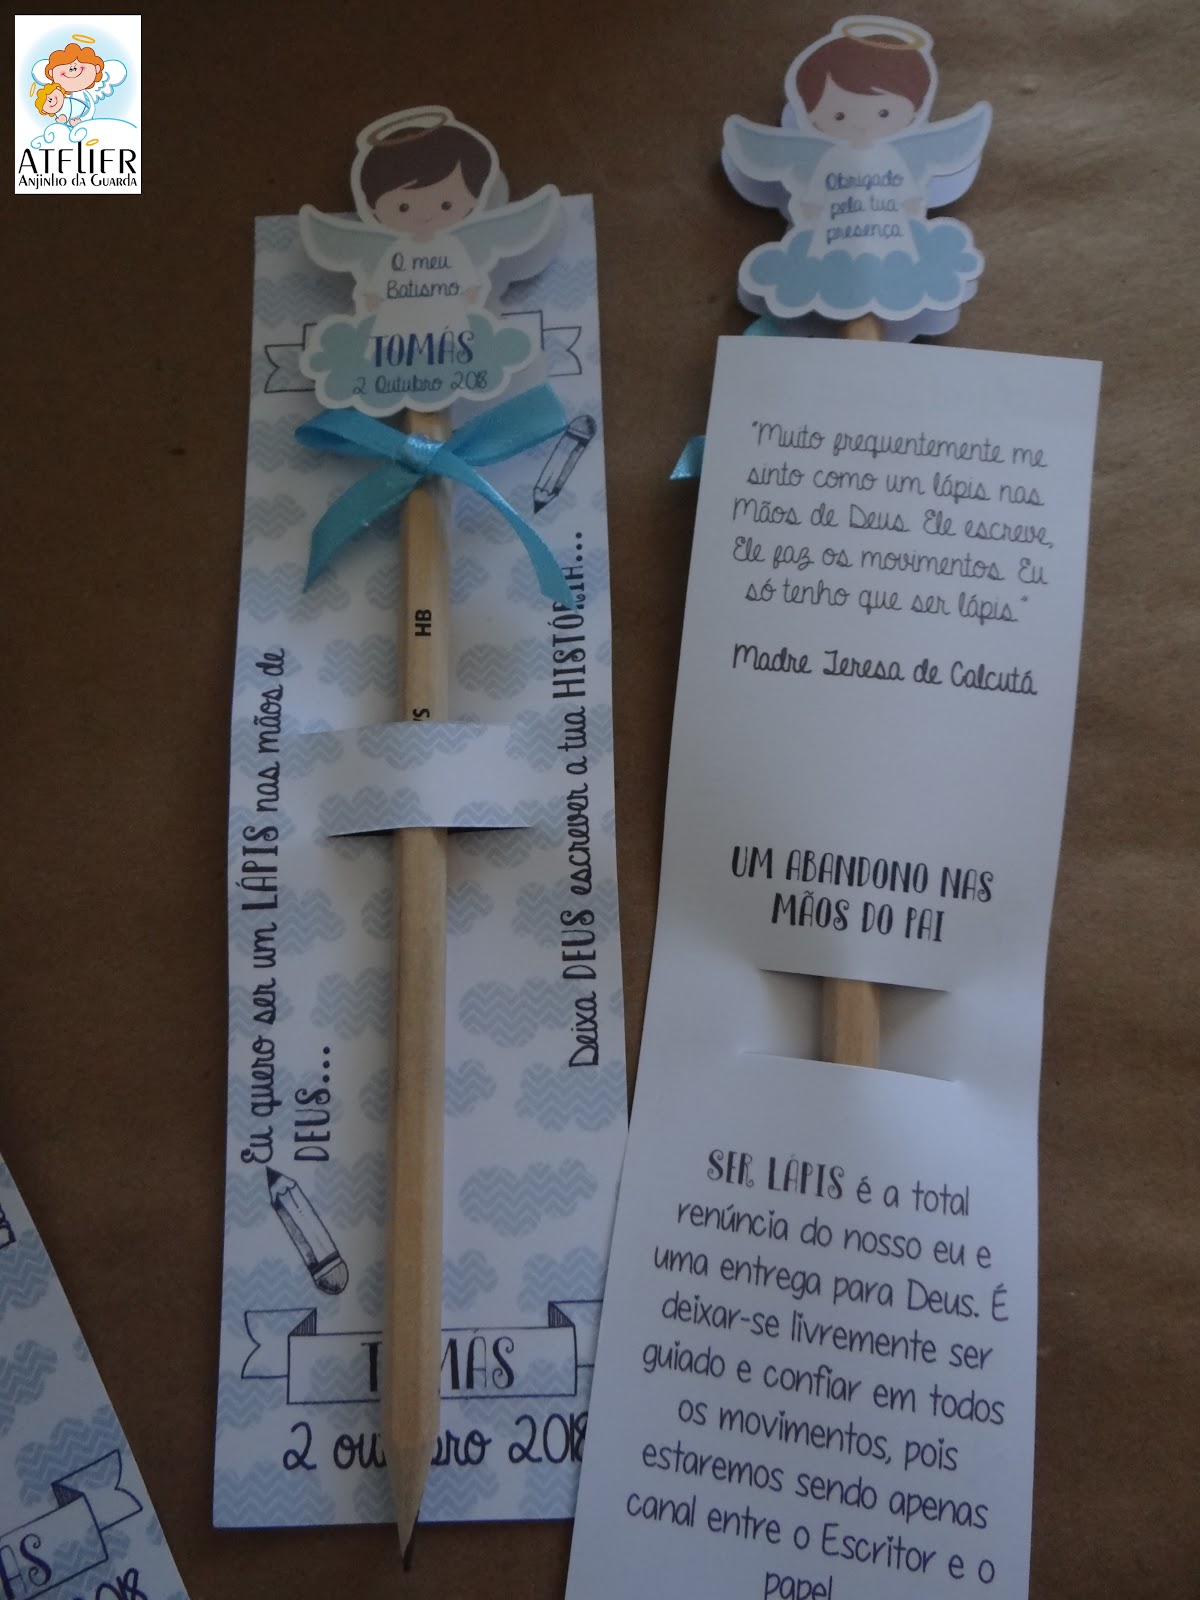 ATELIER
Anjinho da Guarda
O meu
Batismo
TOMÁS
2 Outubro 2018
HB
Eu quero ser um LÁPIS nas mãos de
DEUS...
Deixa DEUS escrever a tua HISTÓRIA...
TOMÁS
2 outubro 2018
Obrigado
pela tua
presença
"Muito frequentemente me
sinto como um lápis nas
Mãos de Deus. Ele escreve,
Ele faz os movimentos. Eu
só tenho que ser lápis"
Madre Teresa de Calcutá
UM ABANDONO NAS
MÃOS DO PAI
SER LÁPIS é a total
renúncia do nosso eu e
uma entrega para Deus. É
deixar-se livremente ser
guiado e confiar em todos
os movimentos, pois
estaremos sendo apenas
canal entre o Escritor e o
papel